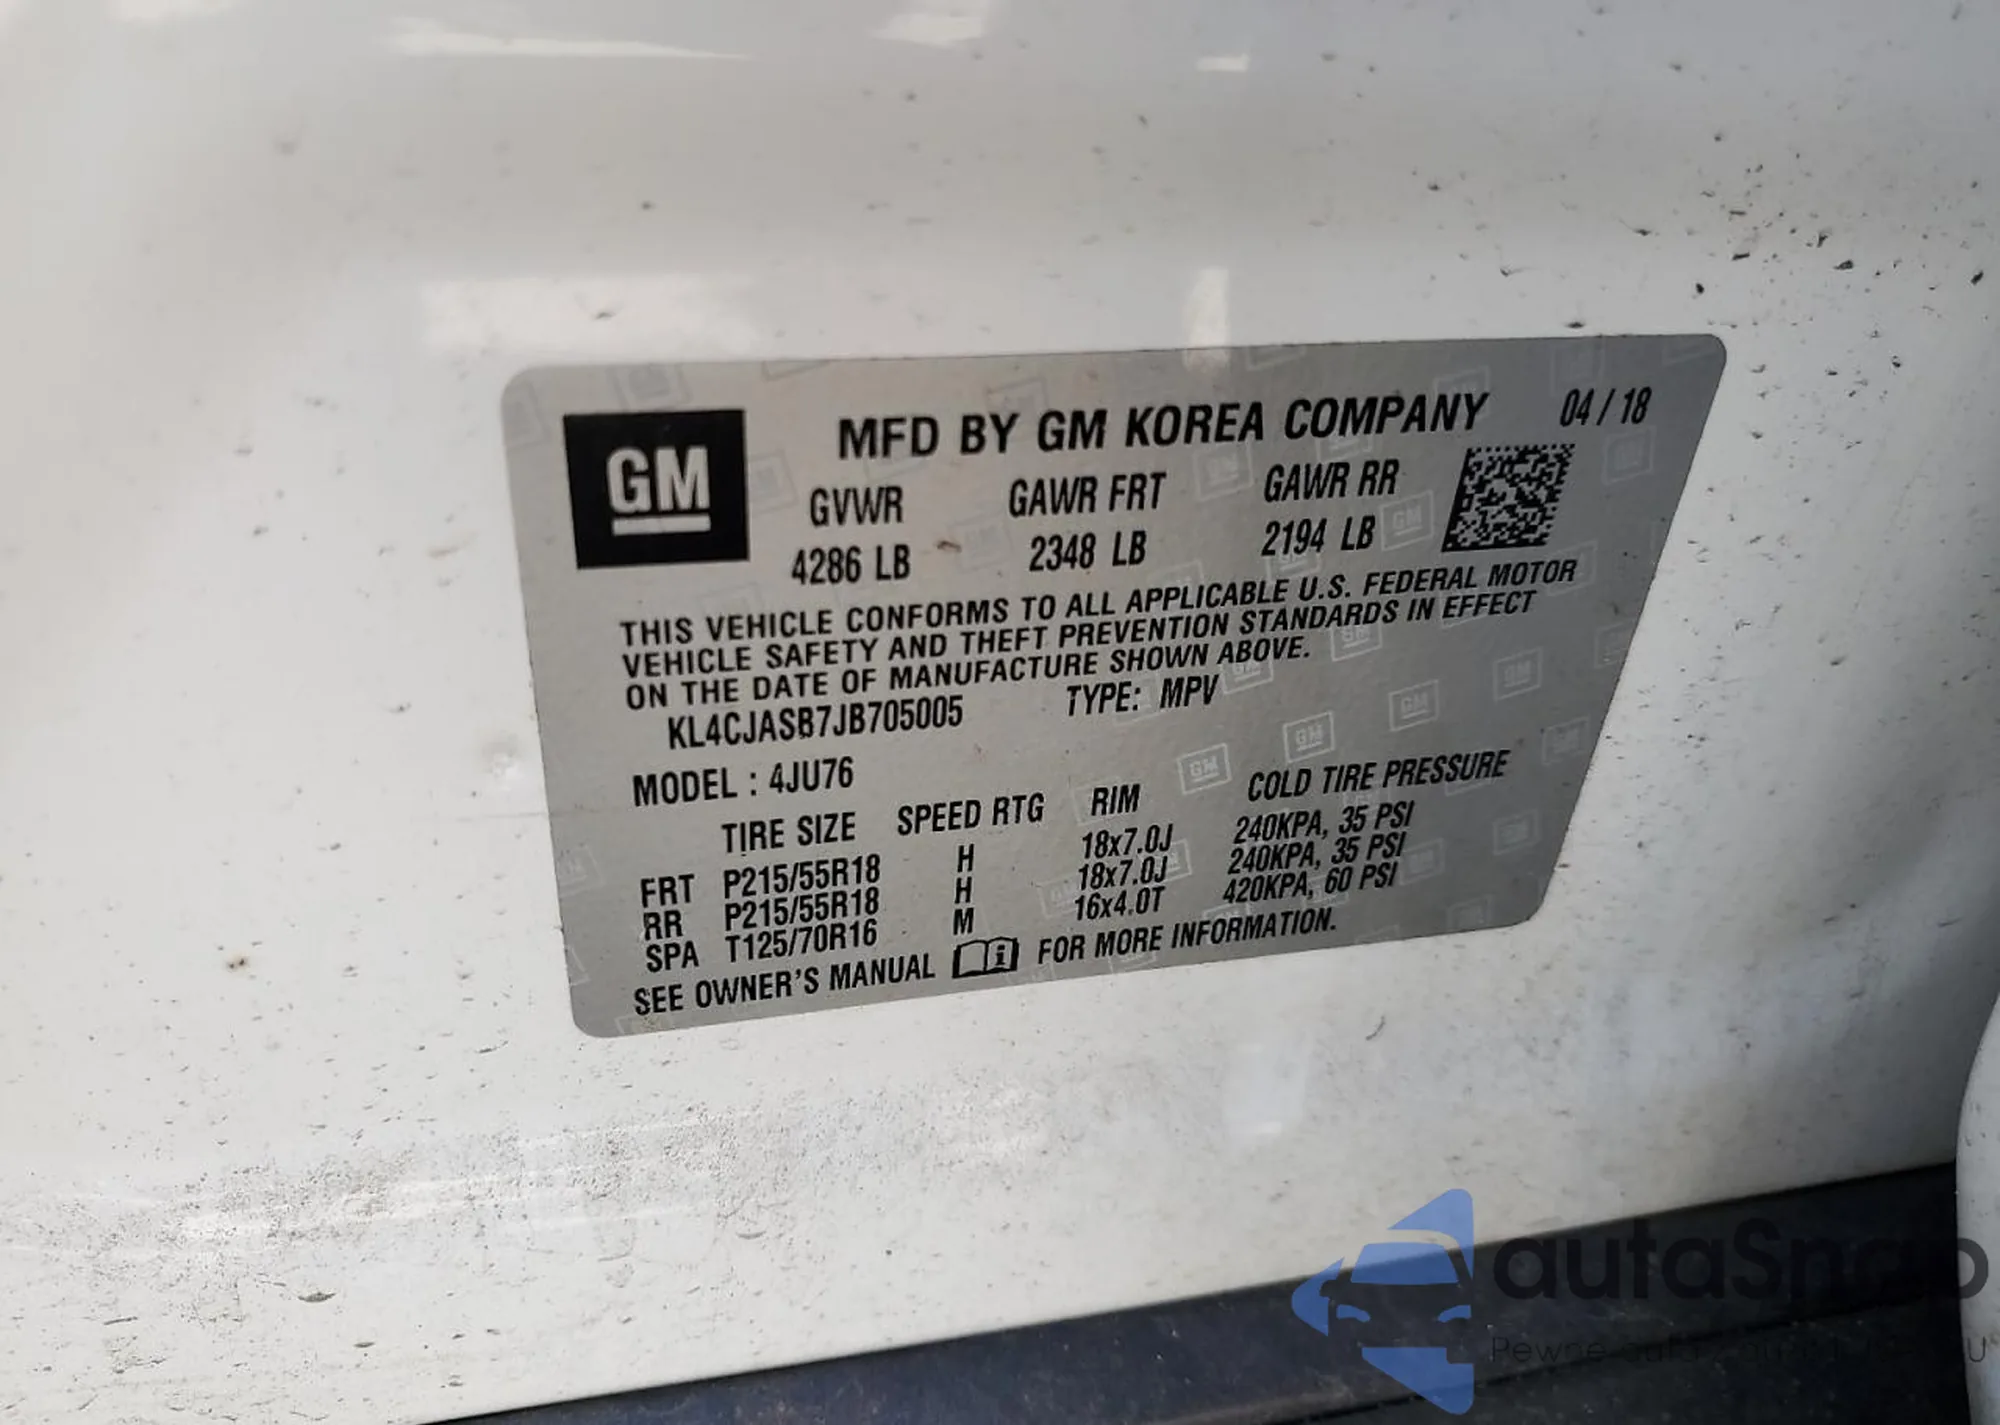 GM
MFD BY GM KOREA COMPANY 04 / 18
GVWR GAWR FRT GAWR RR
4286 LB 2348 LB 2194 LB
THIS VEHICLE CONFORMS TO ALL APPLICABLE U.S. FEDERAL MOTOR
VEHICLE SAFETY AND THEFT PREVENTION STANDARDS IN EFFECT
ON THE DATE OF MANUFACTURE SHOWN ABOVE.
KL4CJASB7JB705005 TYPE: MPV
MODEL : 4JU76
TIRE SIZE SPEED RTG RIM COLD TIRE PRESSURE
FRT P215/55R18 H 18x7.0J 240KPA, 35 PSI
RR P215/55R18 H 18x7.0J 240KPA, 35 PSI
SPA T125/70R16 M 16x4.0T 420KPA, 60 PSI
SEE OWNER'S MANUAL FOR MORE INFORMATION.
autaSnap
Pewne auta z